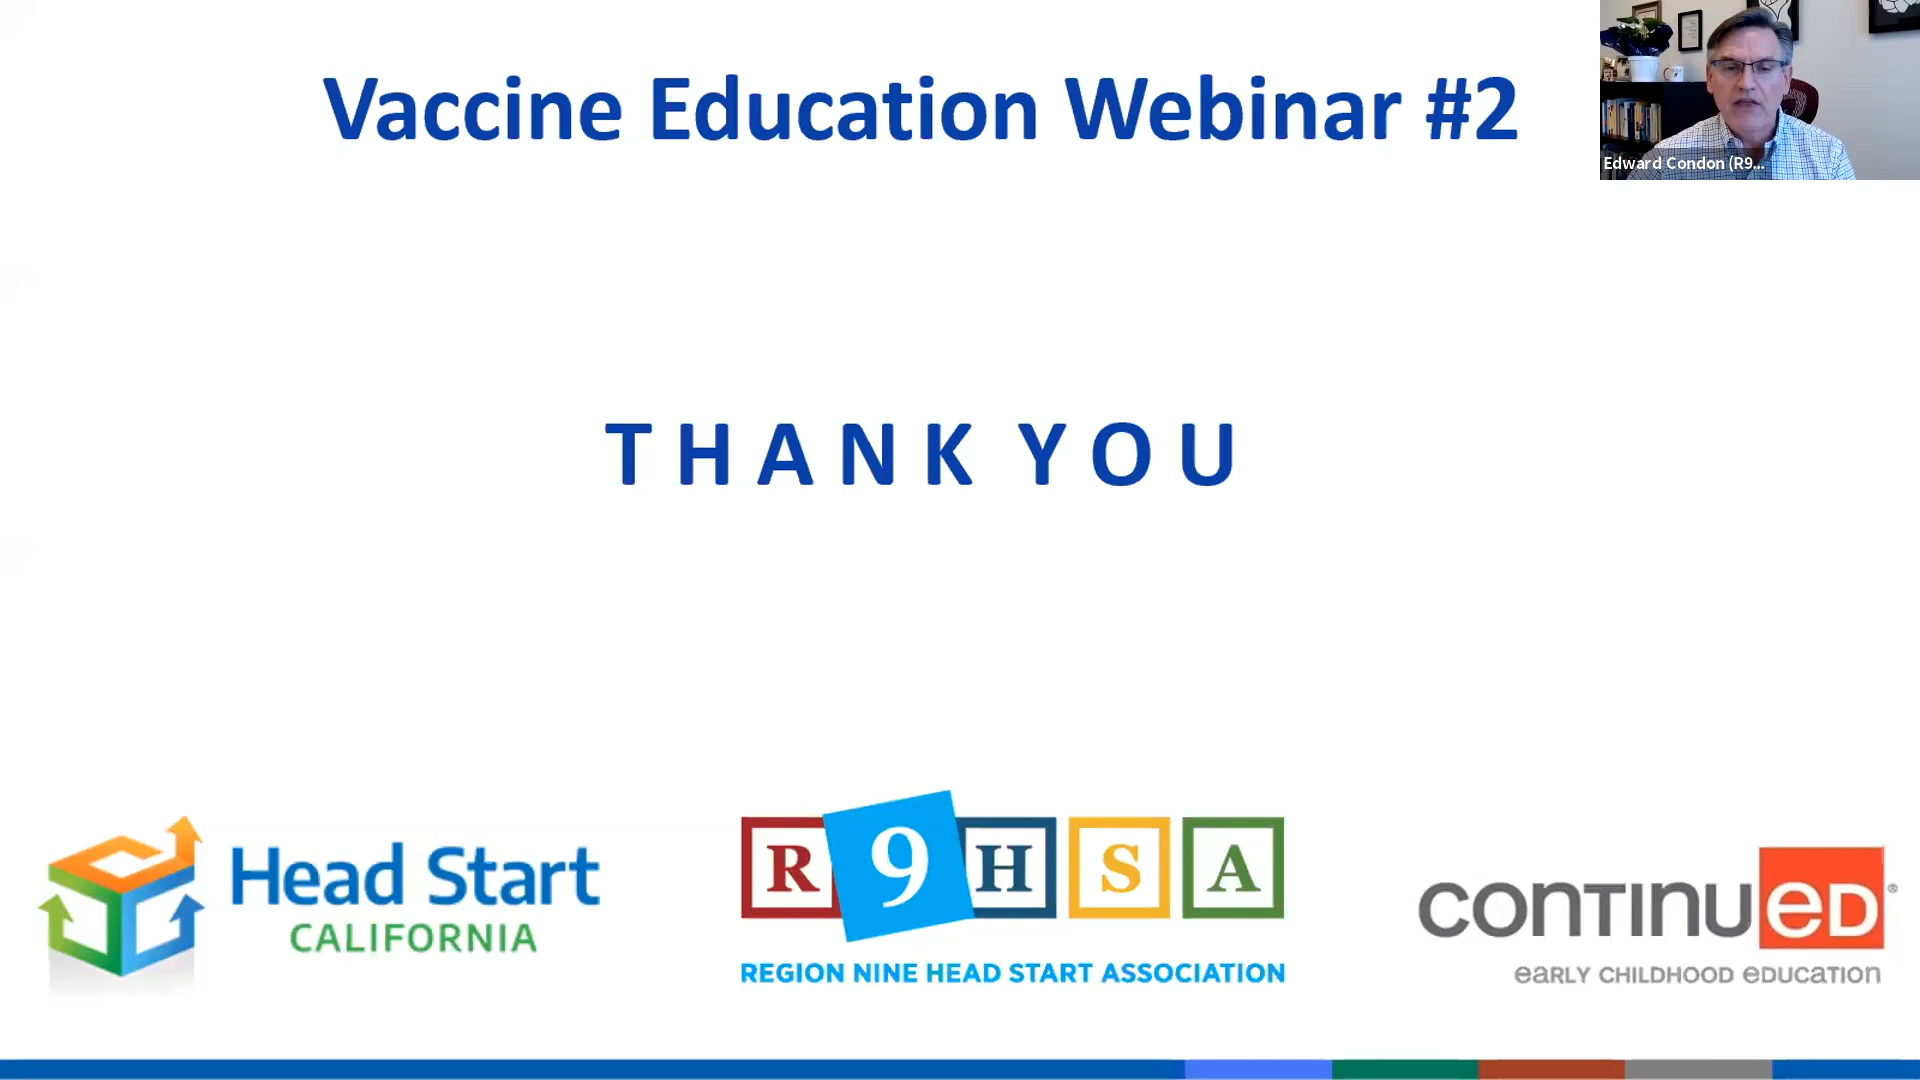 Vaccine Education Webinar #2
Edward Condon (R9...
THANK YOU
Head Start
CALIFORNIA
R9HSA
REGION NINE HEAD START ASSOCIATION
continued®
early childhood education